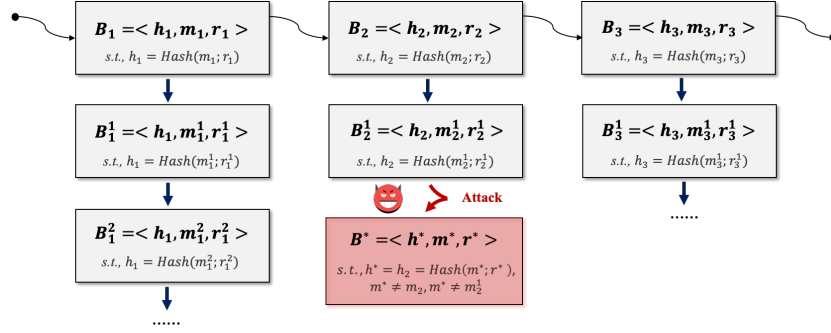 B₁ =< h₁, m₁, r₁ >
s.t., h₁ = Hash(m₁; r₁)
B₂ =< h₂, m₂, r₂ >
s.t., h₂ = Hash(m₂; r₂)
B₃ =< h₃, m₃, r₃ >
s.t., h₃ = Hash(m₃; r₃)
B₁¹ =< h₁, m₁¹, r₁¹ >
s.t., h₁ = Hash(m₁¹; r₁¹)
B₂¹ =< h₂, m₂¹, r₂¹ >
s.t., h₂ = Hash(m₂¹; r₂¹)
B₃¹ =< h₃, m₃¹, r₃¹ >
s.t., h₃ = Hash(m₃¹; r₃¹)
Attack
B₁² =< h₁, m₁², r₁² >
s.t., h₁ = Hash(m₁²; r₁²)
B* =< h*, m*, r* >
s.t., h* = h₂ = Hash(m*; r* ),
m* ≠ m₂, m* ≠ m₂¹
......
......